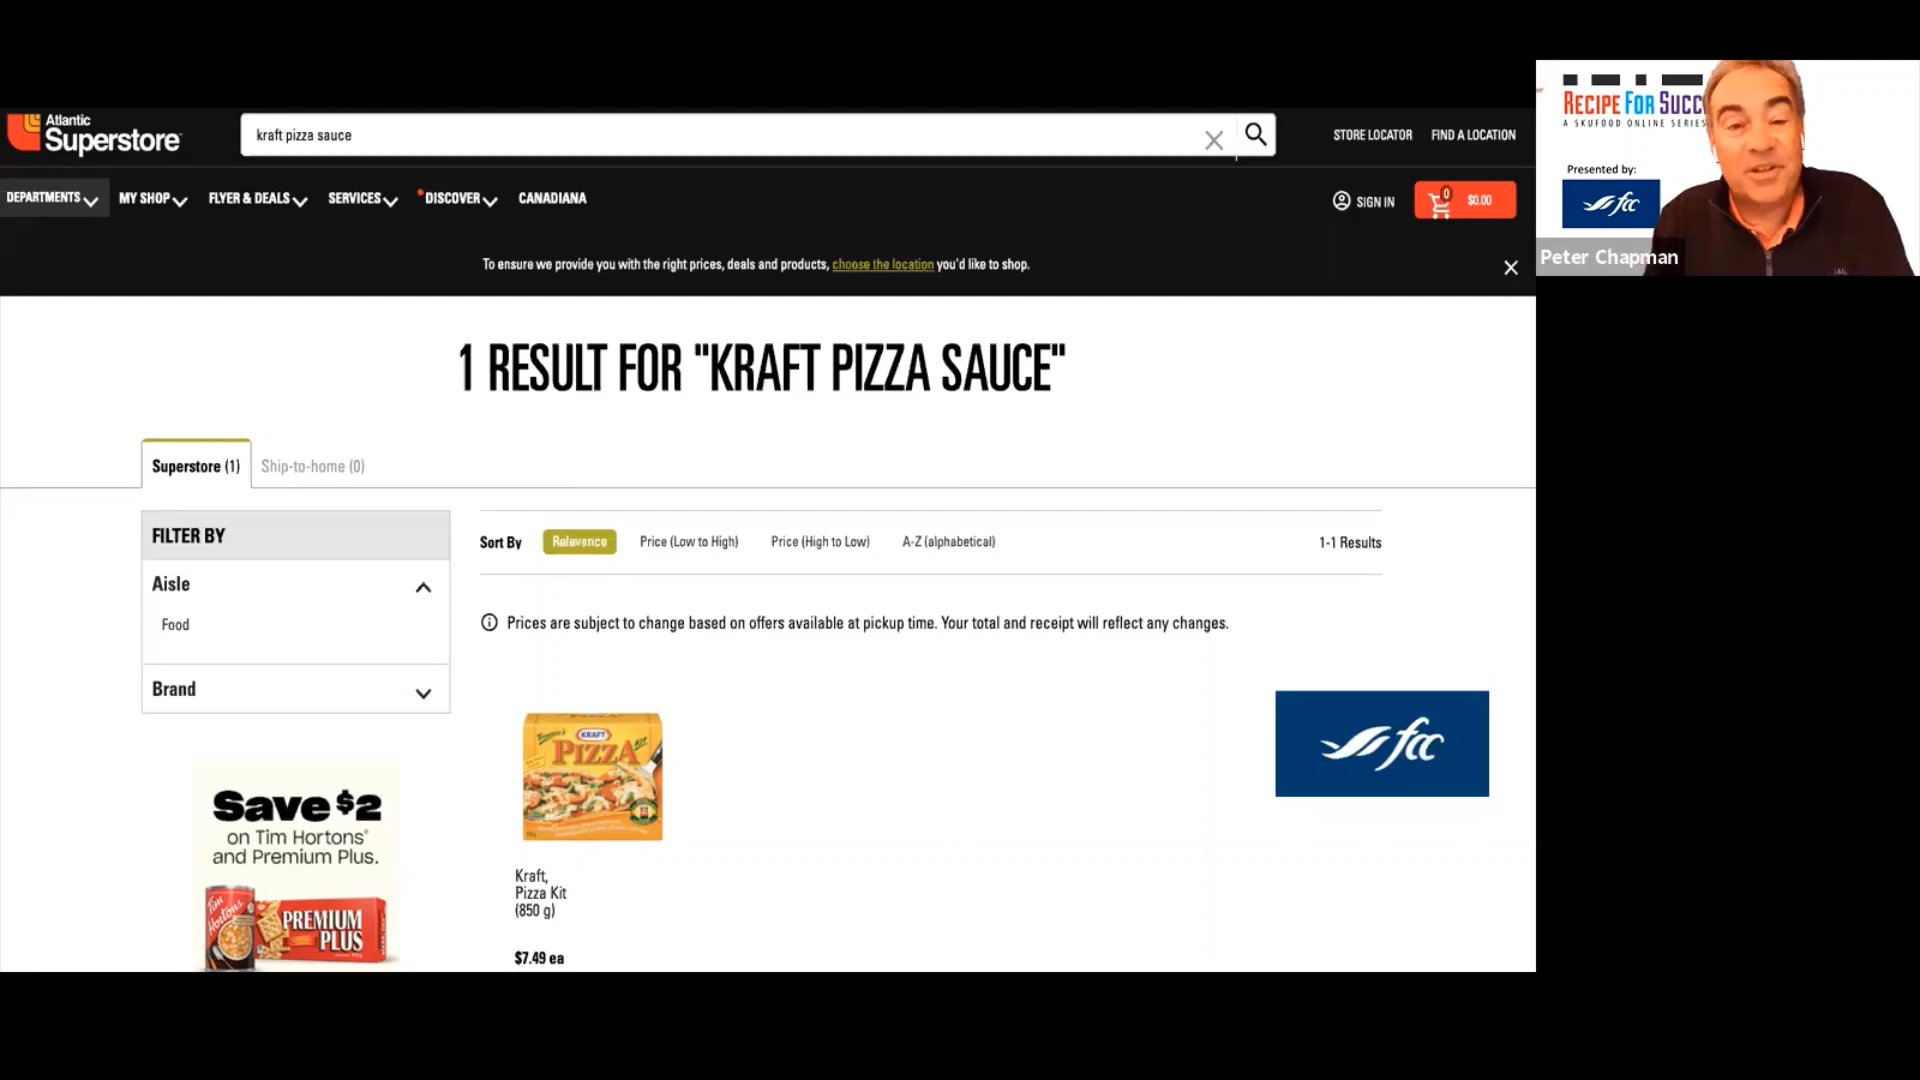 Atlantic
Superstore
kraft pizza sauce
STORE LOCATOR
FIND A LOCATION
DEPARTMENTS
MY SHOP
FLYER & DEALS
SERVICES
DISCOVER
CANADIANA
SIGN IN
0
$0.00
To ensure we provide you with the right prices, deals and products, choose the location you'd like to shop.
RECIPE FOR SUCC
A SKUFOOD ONLINE SERIES
Presented by:
fcc
Peter Chapman
1 RESULT FOR "KRAFT PIZZA SAUCE"
Superstore (1)
Ship-to-home (0)
FILTER BY
Aisle
Food
Brand
Sort By
Relevance
Price (Low to High)
Price (High to Low)
A-Z (alphabetical)
1-1 Results
Prices are subject to change based on offers available at pickup time. Your total and receipt will reflect any changes.
KRAFT
PIZZA
KIT
fcc
Kraft,
Pizza Kit
(850 g)
$7.49 ea
Save $2
on Tim Hortons®
and Premium Plus.
Tim
Hortons
PREMIUM
PLUS